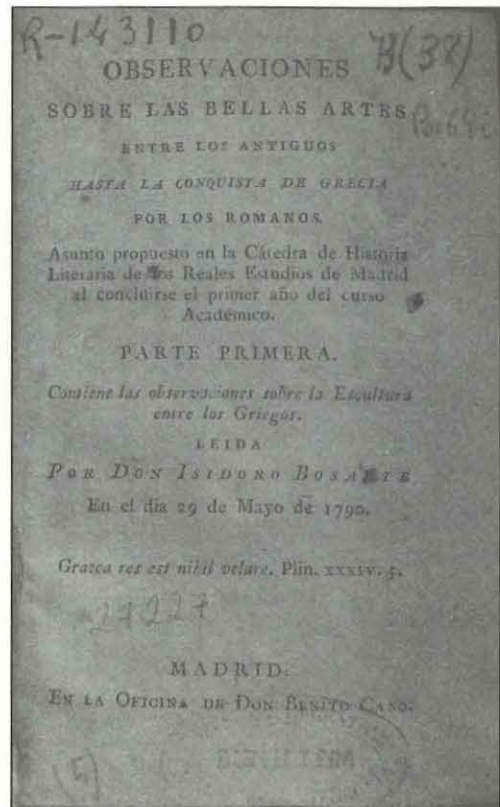 R-143110
OBSERVACIONES
SOBRE LAS BELLAS ARTES
ENTRE LOS ANTIGUOS
HASTA LA CONQUISTA DE GRECIA
POR LOS ROMANOS.
Asunto propuesto en la Cátedra de Historia
Literaria de los Reales Estudios de Madrid
al concluirse el primer año del curso
Académico.
PARTE PRIMERA.
Contiene las observaciones sobre la Escultura
entre los Griegos.
LEIDA
POR DON ISIDORO BOSARTE
En el dia 29 de Mayo de 1790.
Graeca res est nihil velare. Plin. XXXIV. 5.
MADRID:
EN LA OFICINA DE DON BENITO CANO.